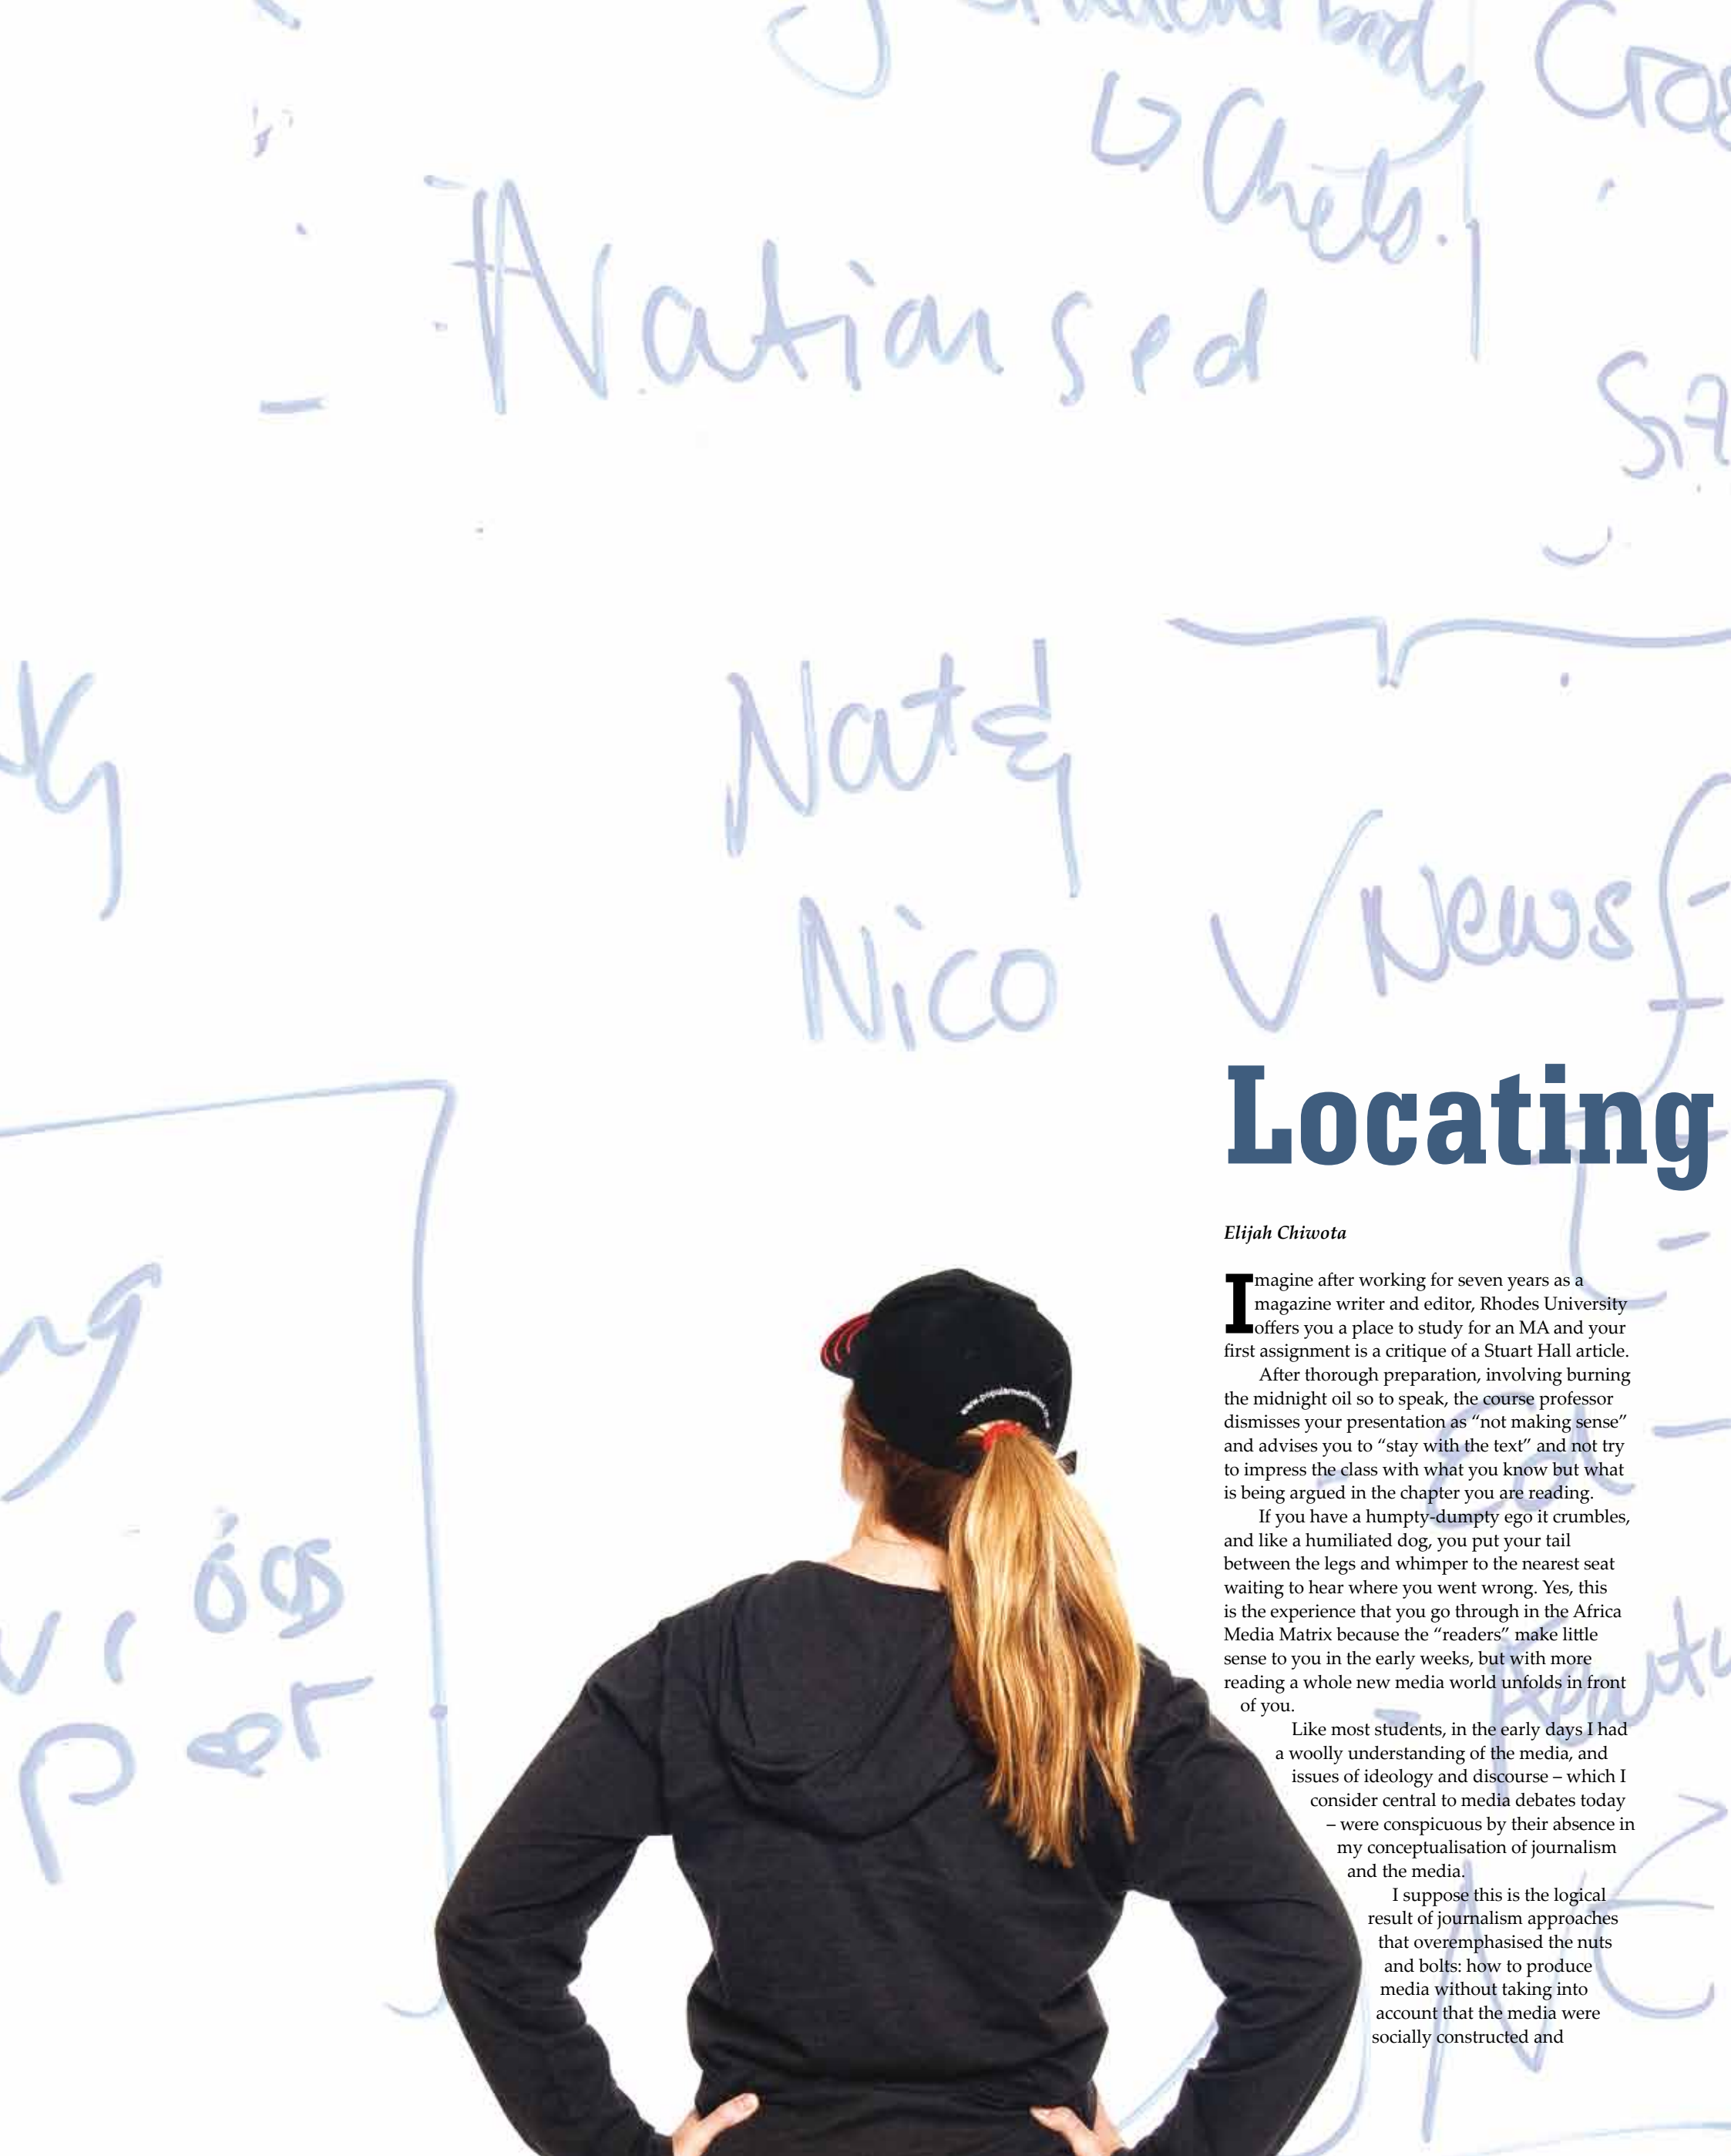 Chels.
Nationsed
Nat &
Nico
News
Locating
Elijah Chiwota
Imagine after working for seven years as a
magazine writer and editor, Rhodes University
offers you a place to study for an MA and your
first assignment is a critique of a Stuart Hall article.
After thorough preparation, involving burning
the midnight oil so to speak, the course professor
dismisses your presentation as “not making sense”
and advises you to “stay with the text” and not try
to impress the class with what you know but what
is being argued in the chapter you are reading.
If you have a humpty-dumpty ego it crumbles,
and like a humiliated dog, you put your tail
between the legs and whimper to the nearest seat
waiting to hear where you went wrong. Yes, this
is the experience that you go through in the Africa
Media Matrix because the “readers” make little
sense to you in the early weeks, but with more
reading a whole new media world unfolds in front
of you.
Like most students, in the early days I had
a woolly understanding of the media, and
issues of ideology and discourse – which I
consider central to media debates today
– were conspicuous by their absence in
my conceptualisation of journalism
and the media.
I suppose this is the logical
result of journalism approaches
that overemphasised the nuts
and bolts: how to produce
media without taking into
account that the media were
socially constructed and
- Ed -